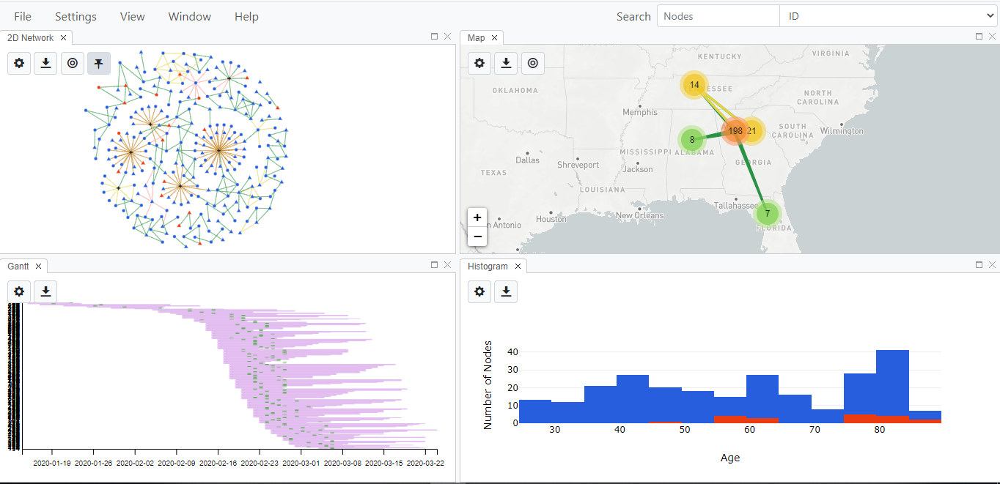 File Settings View Window Help Search Nodes ID
2D Network
Map
KENTUCKY
VIRGINIA
OKLAHOMA
14
ESSEE
NORTH
CAROLINA
Memphis
198 21
SOUTH
CAROLINA
Wilmington
8
MISSISSIPPI ALABAMA
Dallas
Shreveport
Jackson
GEORGIA
TEXAS
LOUISIANA
Tallahassee
7
New Orleans
Houston
n Antonio
FLORIDA
+
−
Gantt
Histogram
2020-01-19 2020-01-26 2020-02-02 2020-02-09 2020-02-16 2020-02-23 2020-03-01 2020-03-08 2020-03-15 2020-03-22
Number of Nodes
40
30
20
10
0
30 40 50 60 70 80
Age